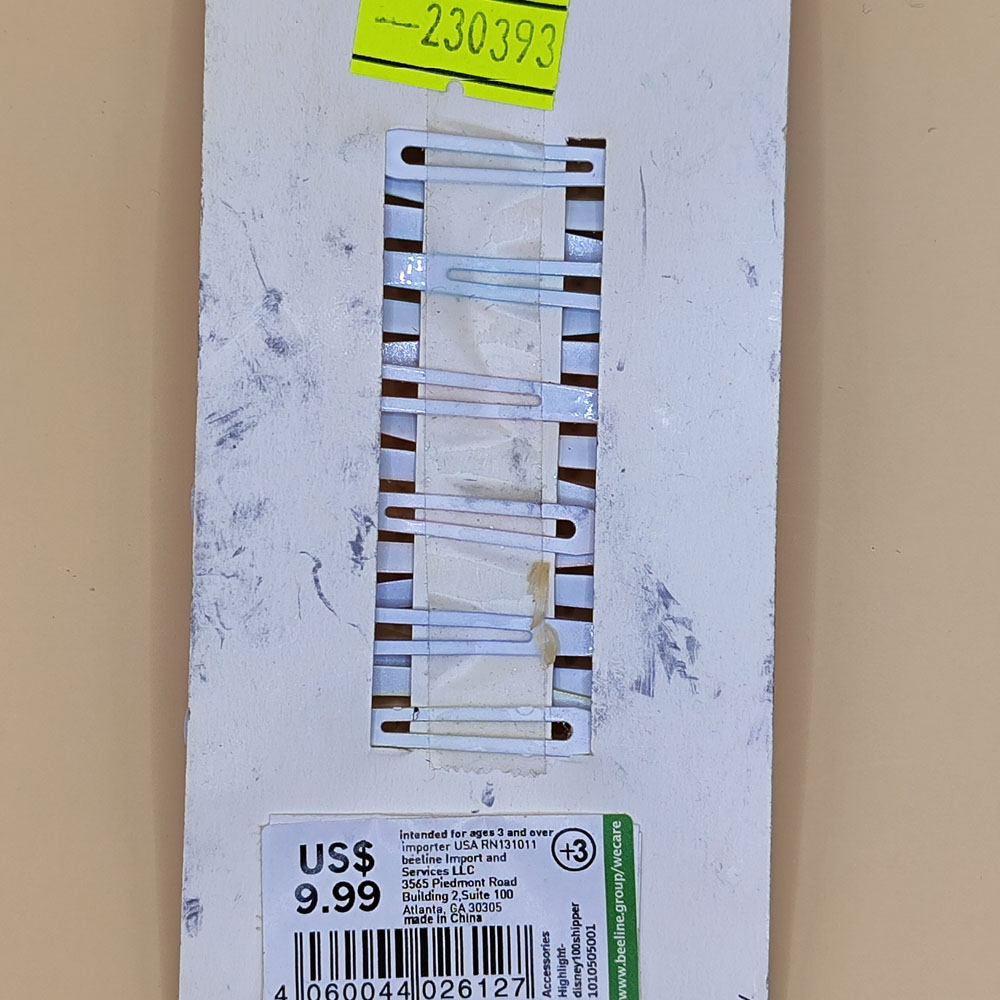 —230393
US$
9.99
intended for ages 3 and over
importer USA RN131011
beeline Import and
Services LLC
3565 Piedmont Road
Building 2,Suite 100
Atlanta, GA 30305
made in China
+3
4 060044 026127
Accessories
Highlight-
disney100shipper
1010505001
www.beeline.group/wecare